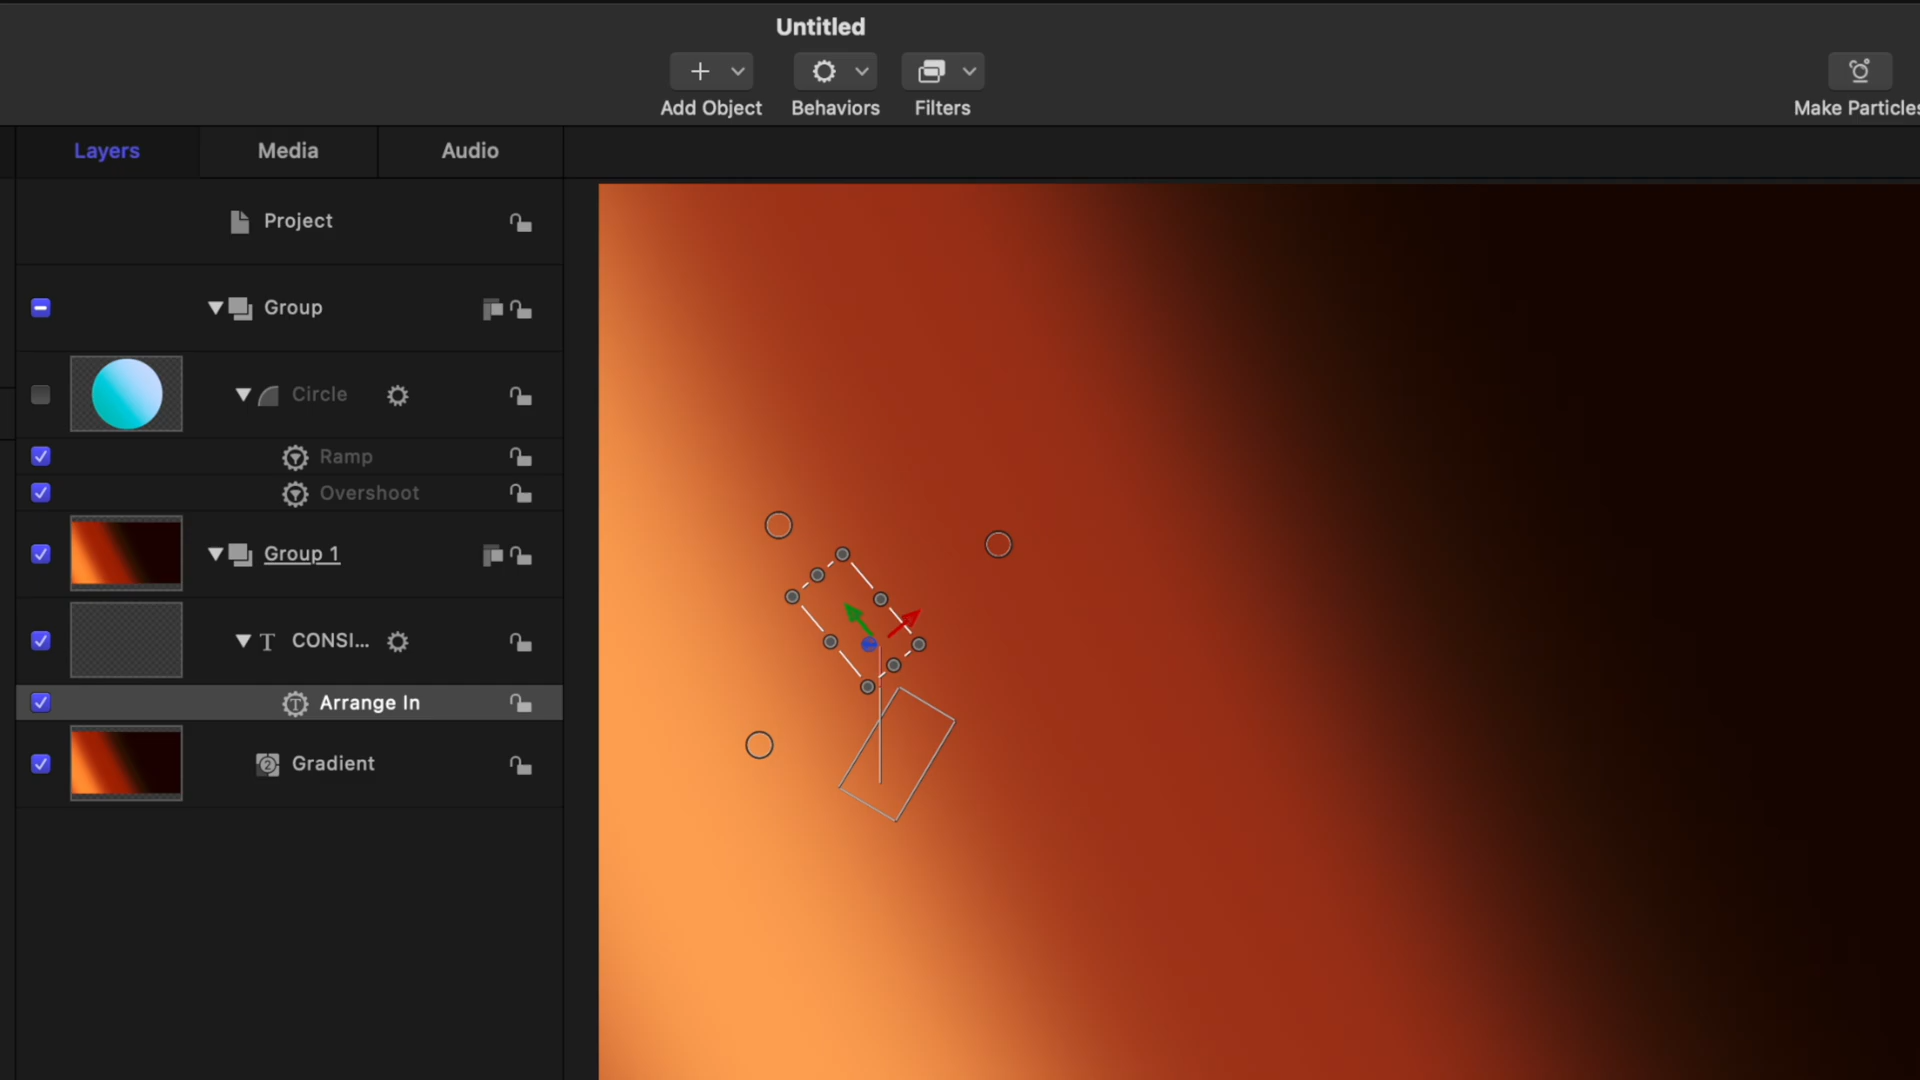 Untitled
Add Object
Behaviors
Filters
Make Particles
Layers
Media
Audio
Project
Group
Circle
Ramp
Overshoot
Group 1
T CONSI...
Arrange In
Gradient